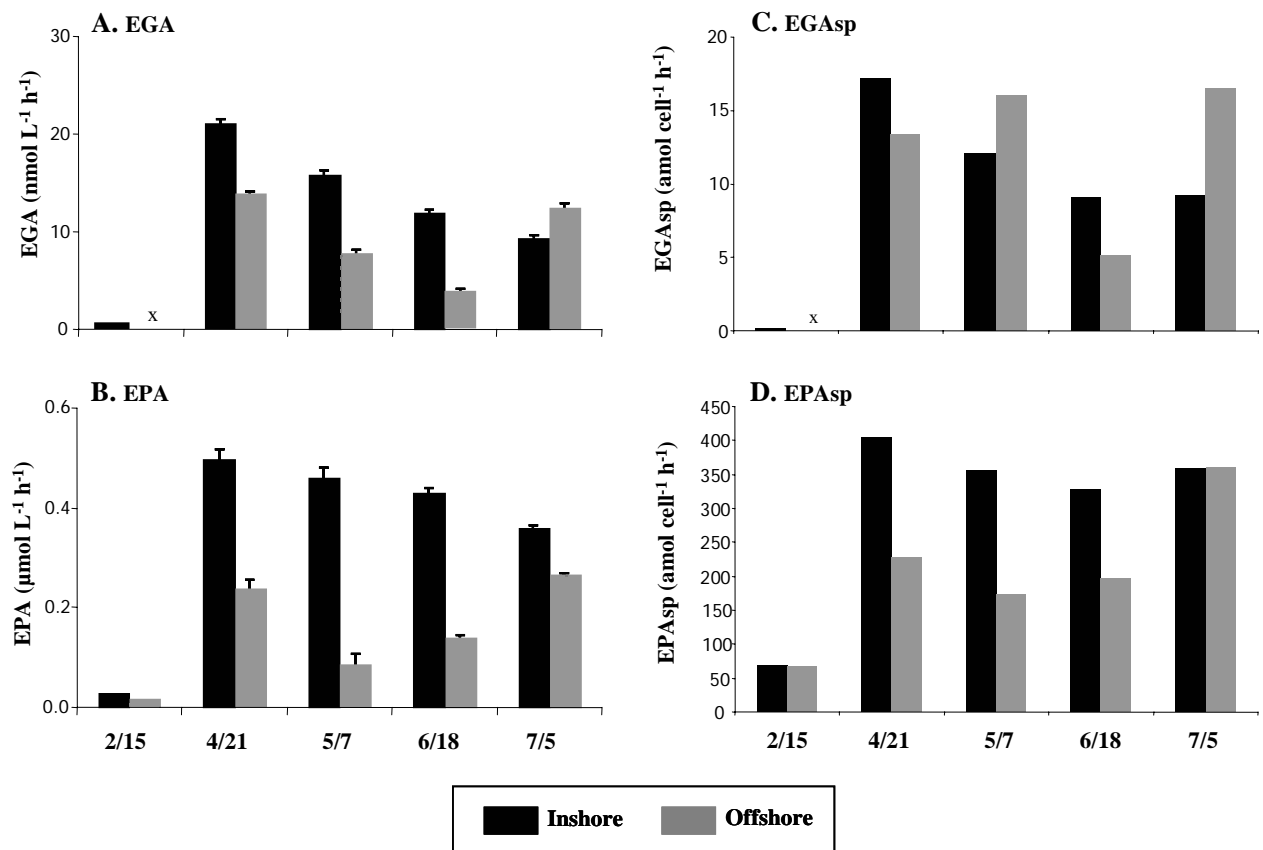 A. EGA
EGA (nmol L-1 h-1)
30
20
10
0
x
C. EGAsp
EGAsp (amol cell-1 h-1)
20
15
10
5
0
x
B. EPA
EPA (μmol L-1 h-1)
0.6
0.4
0.2
0.0
2/15 4/21 5/7 6/18 7/5
D. EPAsp
EPAsp (amol cell-1 h-1)
450
400
350
300
250
200
150
100
50
0
2/15 4/21 5/7 6/18 7/5
Inshore Offshore